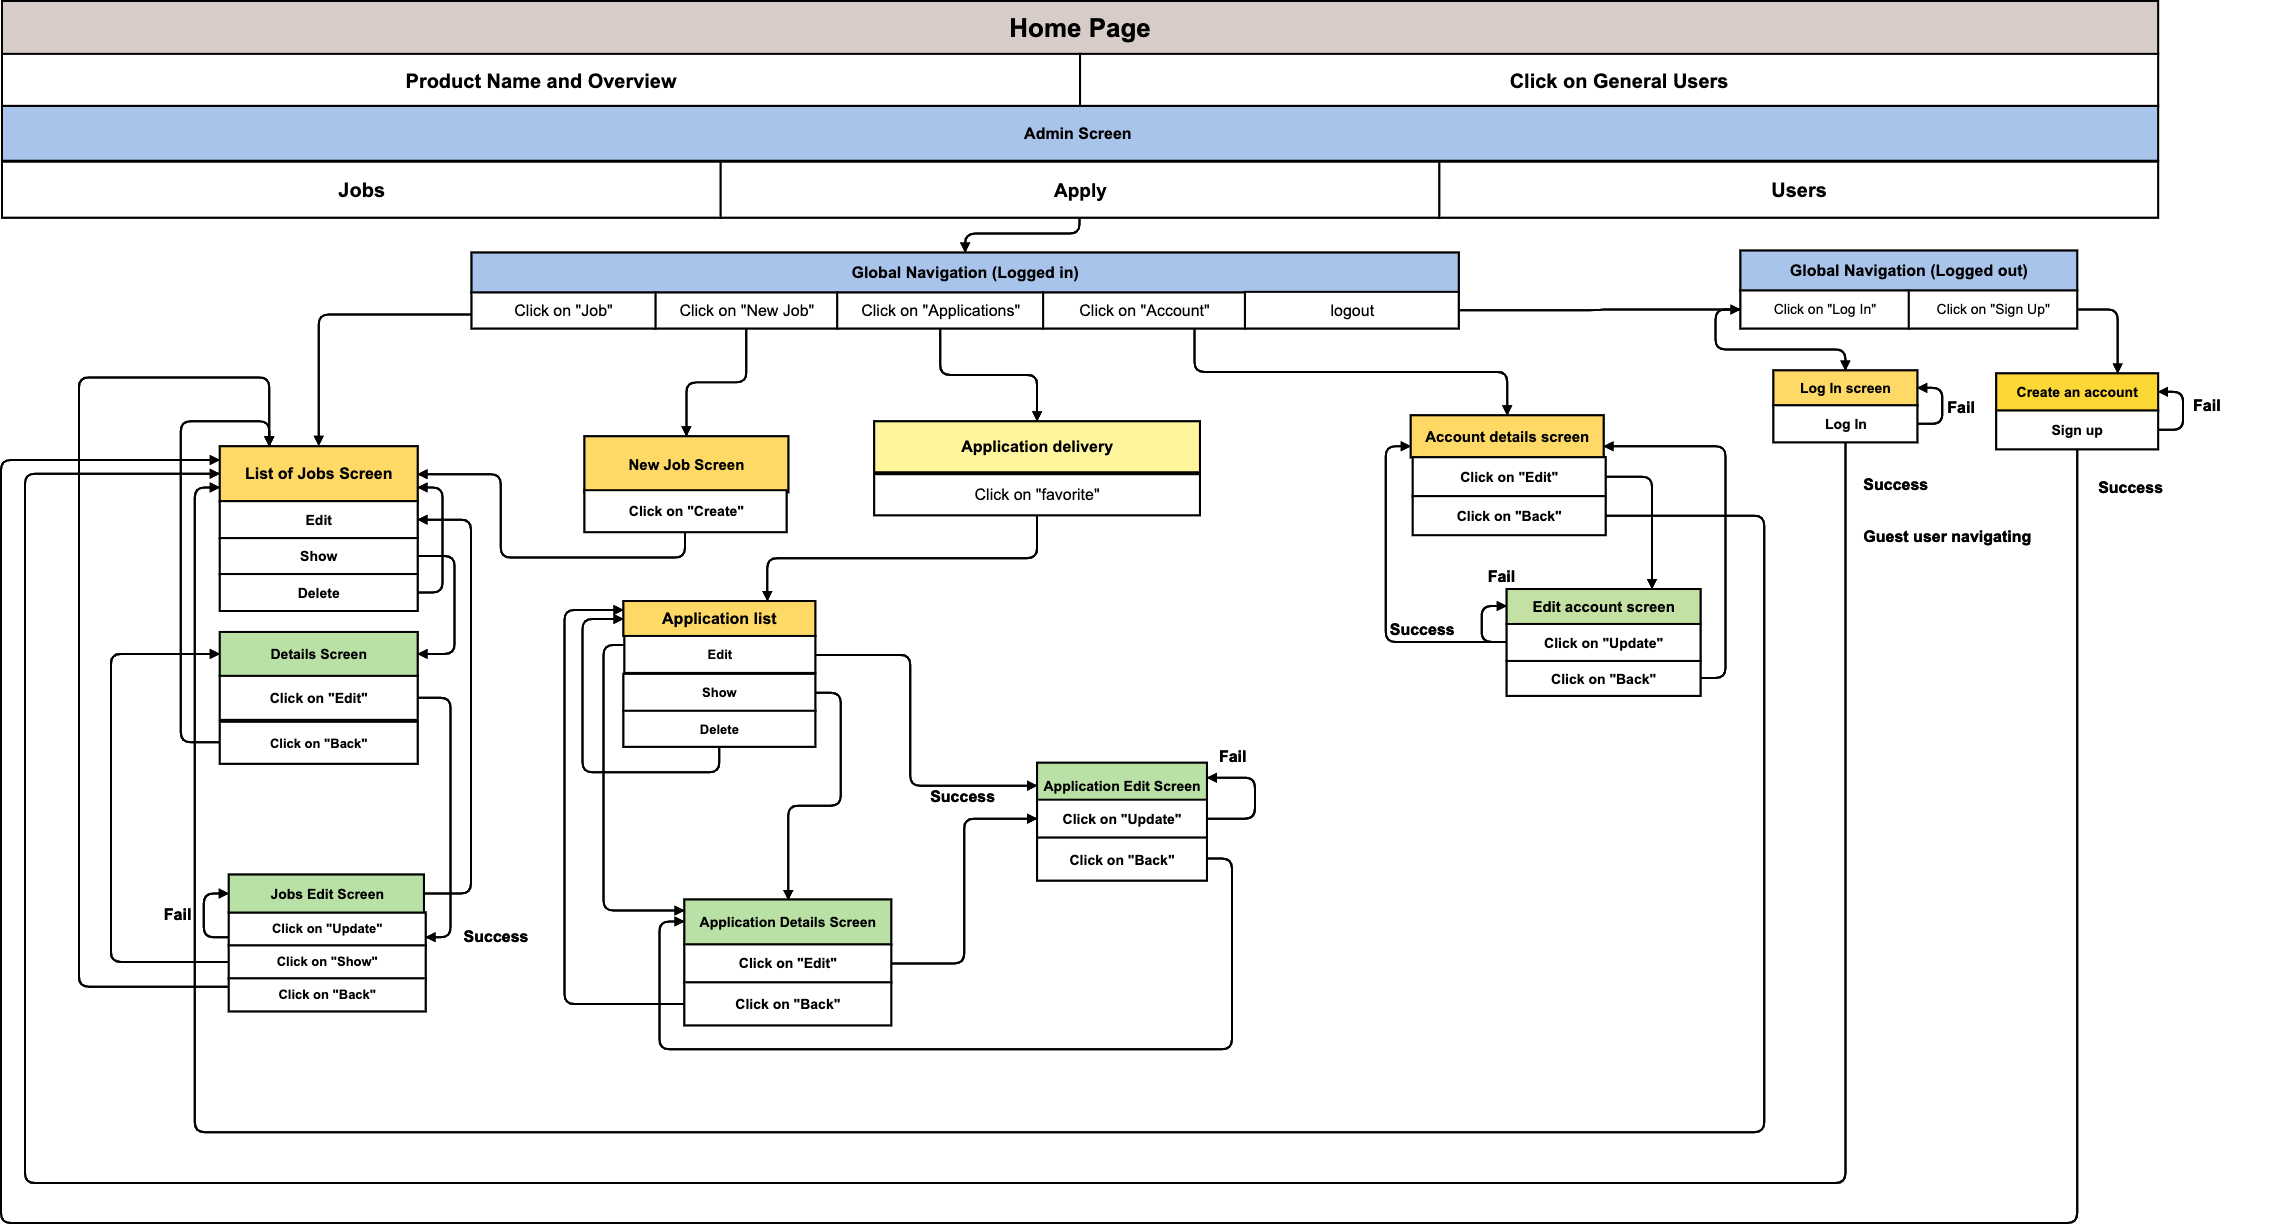 Home Page
Product Name and Overview
Click on General Users
Admin Screen
Jobs
Apply
Users
Global Navigation (Logged in)
Click on "Job"
Click on "New Job"
Click on "Applications"
Click on "Account"
logout
Global Navigation (Logged out)
Click on "Log In"
Click on "Sign Up"
Log In screen
Log In
Fail
Create an account
Sign up
Fail
Success
Success
Guest user navigating
List of Jobs Screen
Edit
Show
Delete
New Job Screen
Click on "Create"
Application delivery
Click on "favorite"
Account details screen
Click on "Edit"
Click on "Back"
Fail
Success
Edit account screen
Click on "Update"
Click on "Back"
Application list
Edit
Show
Delete
Details Screen
Click on "Edit"
Click on "Back"
Success
Fail
Application Edit Screen
Click on "Update"
Click on "Back"
Jobs Edit Screen
Fail
Click on "Update"
Click on "Show"
Click on "Back"
Success
Application Details Screen
Click on "Edit"
Click on "Back"